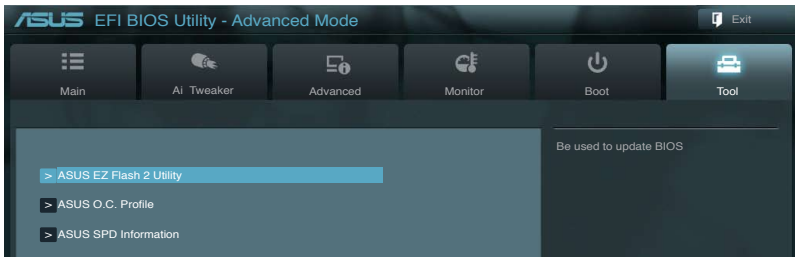 ASUS EFI BIOS Utility - Advanced Mode
Exit
Main
Ai Tweaker
Advanced
Monitor
Boot
Tool
Be used to update BIOS
> ASUS EZ Flash 2 Utility
> ASUS O.C. Profile
> ASUS SPD Information